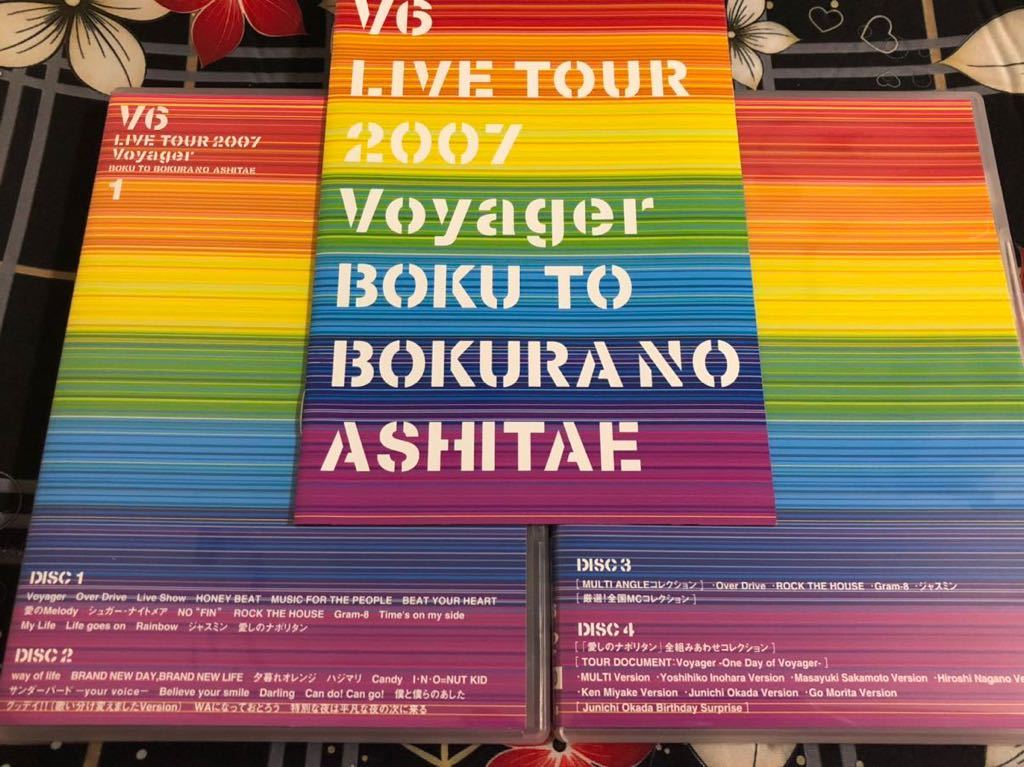 V6
LIVE TOUR
2007
Voyager
BOKU TO
BOKURA NO
ASHITAE
V6
LIVE TOUR 2007
Voyager
BOKU TO BOKURA NO ASHITAE
1
DISC 1
Voyager Over Drive Live Show HONEY BEAT MUSIC FOR THE PEOPLE BEAT YOUR HEART
愛のMelody シュガー・ナイトメア NO "FIN" ROCK THE HOUSE Gram-8 Time's on my side
My Life Life goes on Rainbow ジャスミン 愛しのナポリタン
DISC 2
way of life BRAND NEW DAY,BRAND NEW LIFE 夕暮れオレンジ ハジマリ Candy I・N・O=NUT KID
サンダーバード —your voice— Believe your smile Darling Can do! Can go! 僕と僕らのあした
グッデイ!!(歌い分け変えましたVersion) WAになっておどろう 特別な夜は平凡な夜の次に来る
DISC 3
[ MULTI ANGLEコレクション ] ・Over Drive ・ROCK THE HOUSE ・Gram-8 ・ジャスミン
[ 厳選!全国MCコレクション ]
DISC 4
[「愛しのナポリタン」全組みあわせコレクション ]
[ TOUR DOCUMENT:Voyager -One Day of Voyager- ]
・MULTI Version ・Yoshihiko Inohara Version ・Masayuki Sakamoto Version ・Hiroshi Nagano Ve
・Ken Miyake Version ・Junichi Okada Version ・Go Morita Version
[ Junichi Okada Birthday Surprise ]